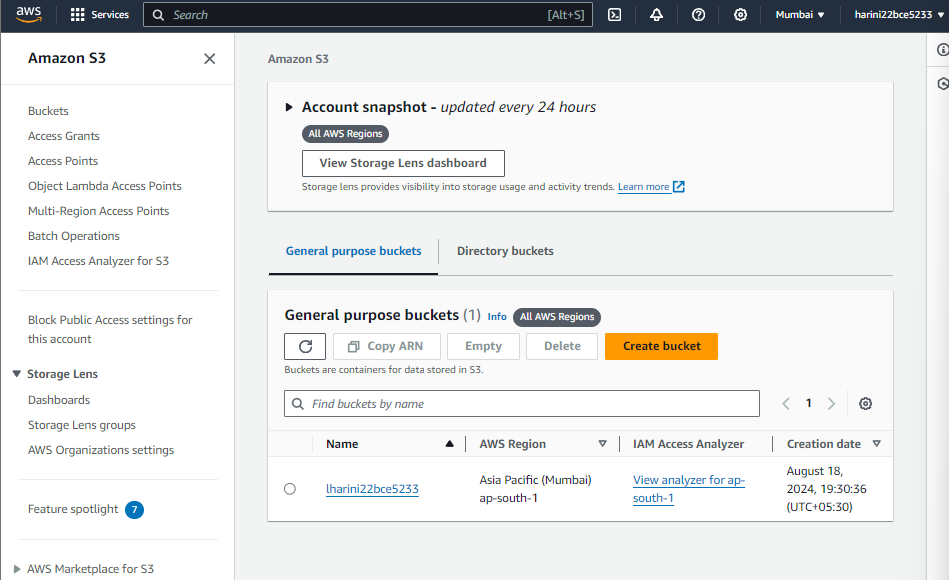 aws
Services
Search
[Alt+S]
Mumbai
harini22bce5233
Amazon S3
Buckets
Access Grants
Access Points
Object Lambda Access Points
Multi-Region Access Points
Batch Operations
IAM Access Analyzer for S3
Block Public Access settings for
this account
Storage Lens
Dashboards
Storage Lens groups
AWS Organizations settings
Feature spotlight 7
AWS Marketplace for S3
Amazon S3
Account snapshot - updated every 24 hours
All AWS Regions
View Storage Lens dashboard
Storage lens provides visibility into storage usage and activity trends. Learn more
General purpose buckets
Directory buckets
General purpose buckets (1) Info All AWS Regions
Copy ARN
Empty
Delete
Create bucket
Buckets are containers for data stored in S3.
Find buckets by name
1
Name
AWS Region
IAM Access Analyzer
Creation date
lharini22bce5233
Asia Pacific (Mumbai)
ap-south-1
View analyzer for ap-
south-1
August 18,
2024, 19:30:36
(UTC+05:30)